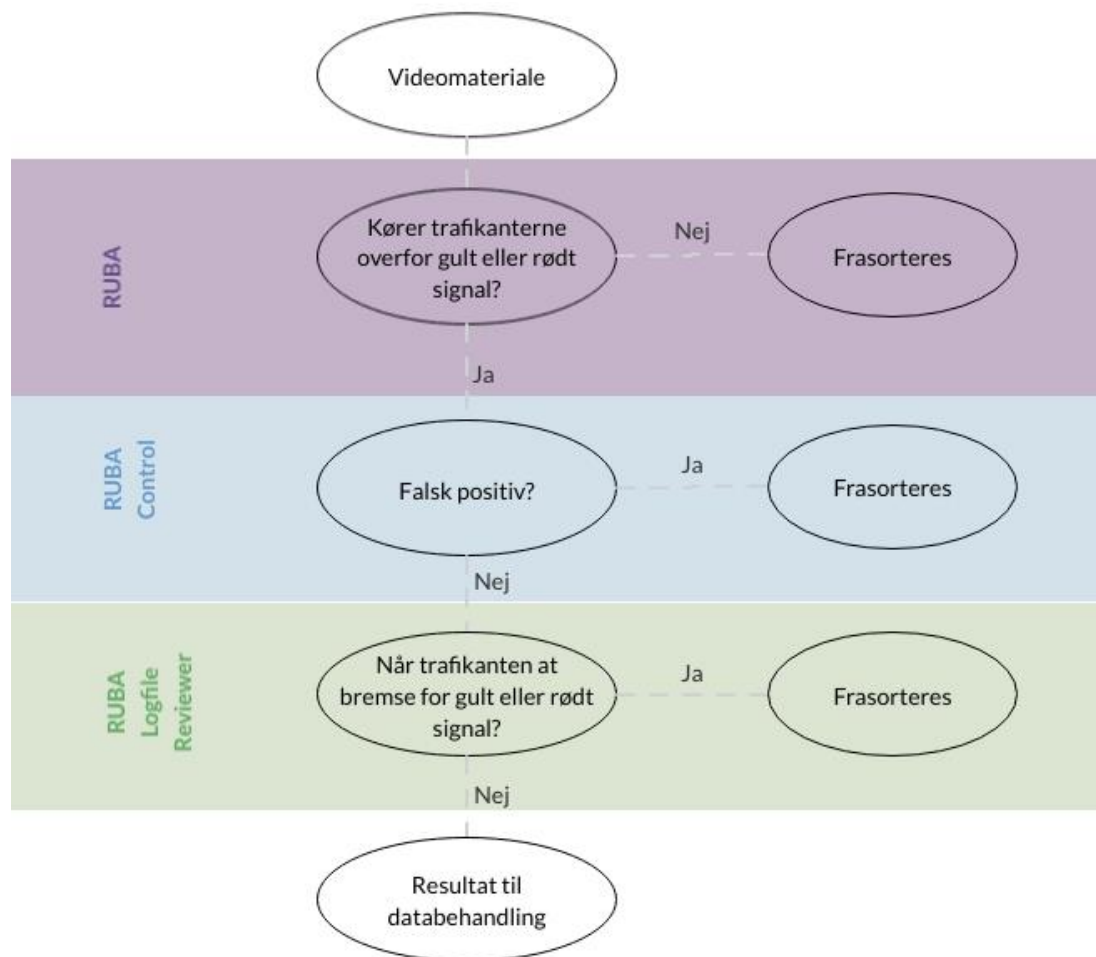 Videomateriale
RUBA
Kører trafikanterne
overfor gult eller rødt
signal?
Nej
Frasorteres
Ja
RUBA
Control
Falsk positiv?
Ja
Frasorteres
Nej
RUBA
Logfile
Reviewer
Når trafikanten at
bremse for gult eller rødt
signal?
Ja
Frasorteres
Nej
Resultat til
databehandling